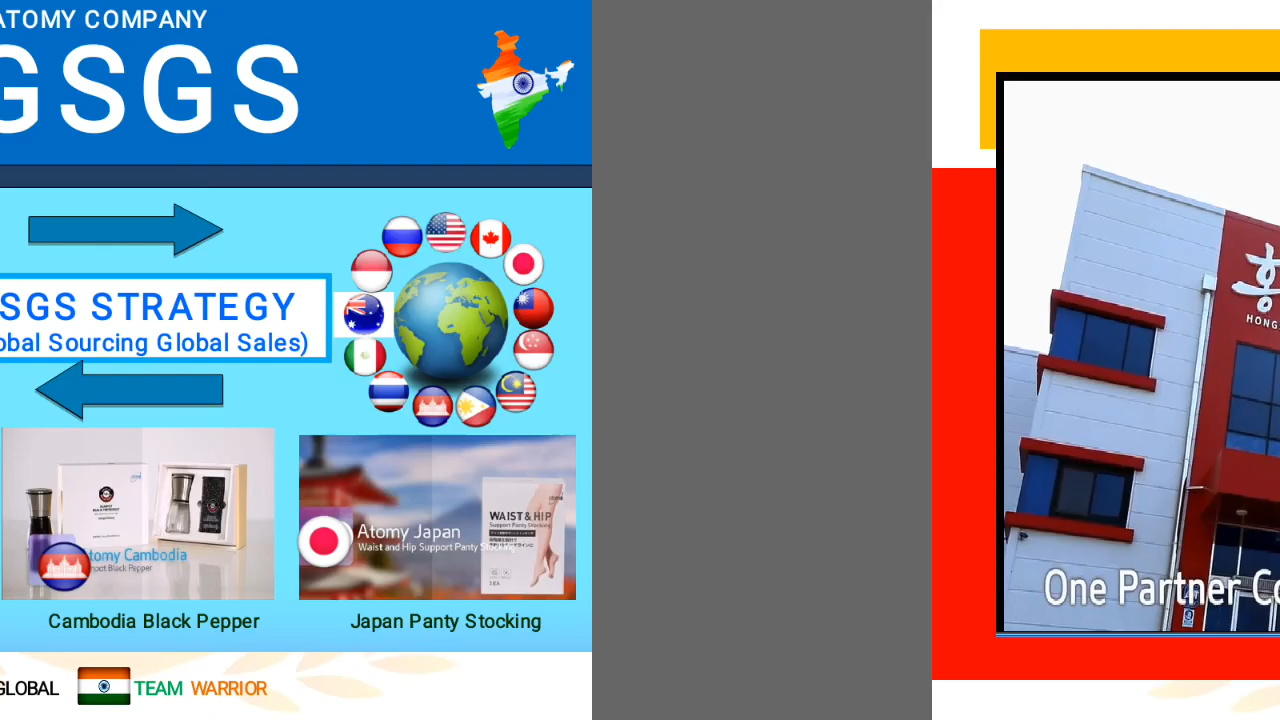 ATOMY COMPANY
GSGS
SGS STRATEGY
obal Sourcing Global Sales)
WAIST & HIP
Support Panty Stocking
Atomy Japan
Waist and Hip Support Panty Stocking
tomy Cambodia
oot Black Pepper
Cambodia Black Pepper
Japan Panty Stocking
GLOBAL TEAM WARRIOR
홍
HONG
One Partner Co